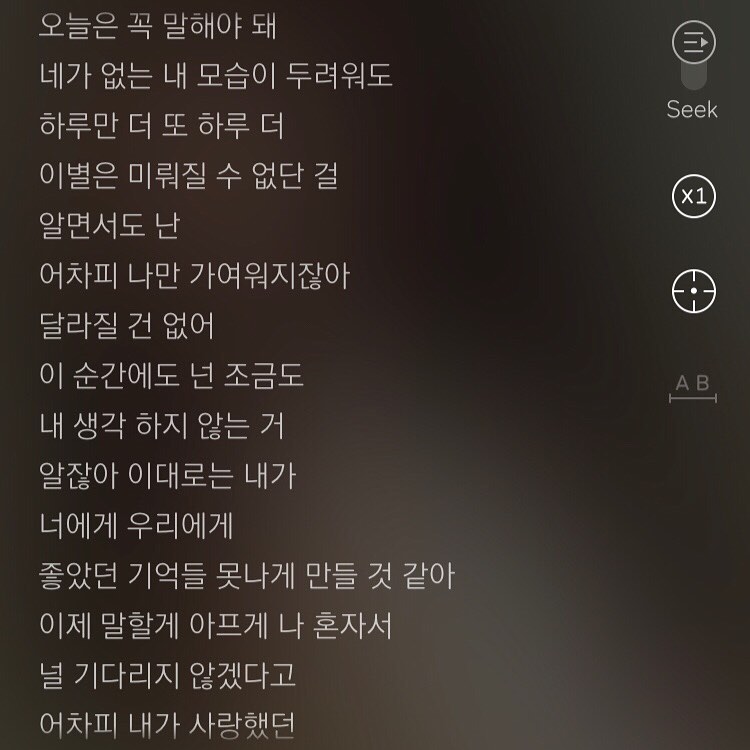 오늘은 꼭 말해야 돼
네가 없는 내 모습이 두려워도
하루만 더 또 하루 더
이별은 미뤄질 수 없단 걸
알면서도 난
어차피 나만 가여워지잖아
달라질 건 없어
이 순간에도 넌 조금도
내 생각 하지 않는 거
알잖아 이대로는 내가
너에게 우리에게
좋았던 기억들 못나게 만들 것 같아
이제 말할게 아프게 나 혼자서
널 기다리지 않겠다고
어차피 내가 사랑했던
Seek
x1
A B